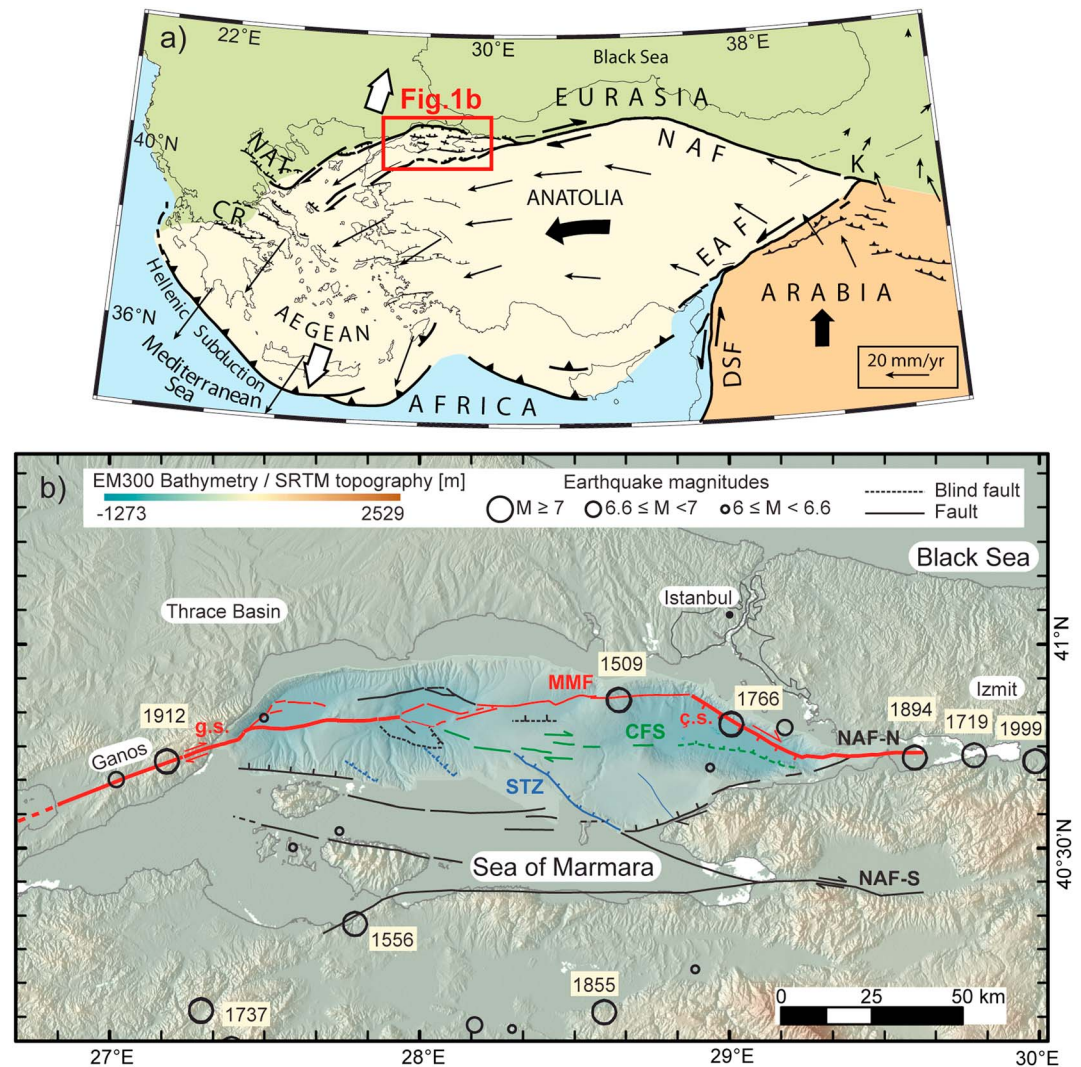 a)
22°E
30°E
38°E
Black Sea
Fig.1b
EURASIA
40°N
NAT
NAF
K
CR
ANATOLIA
EAF
Hellenic Subduction
36°N
AEGEAN
ARABIA
Mediterranean
Sea
DSF
20 mm/yr
AFRICA
b)
EM300 Bathymetry / SRTM topography [m]
-1273
2529
Earthquake magnitudes
M ≥ 7
6.6 ≤ M <7
6 ≤ M < 6.6
Blind fault
Fault
Black Sea
Thrace Basin
Istanbul
41°N
1509
MMF
Izmit
1912
g.s.
1766
ç.s.
1894
1719
1999
CFS
NAF-N
Ganos
STZ
40°30'N
Sea of Marmara
NAF-S
1556
1855
1737
0
25
50 km
27°E
28°E
29°E
30°E